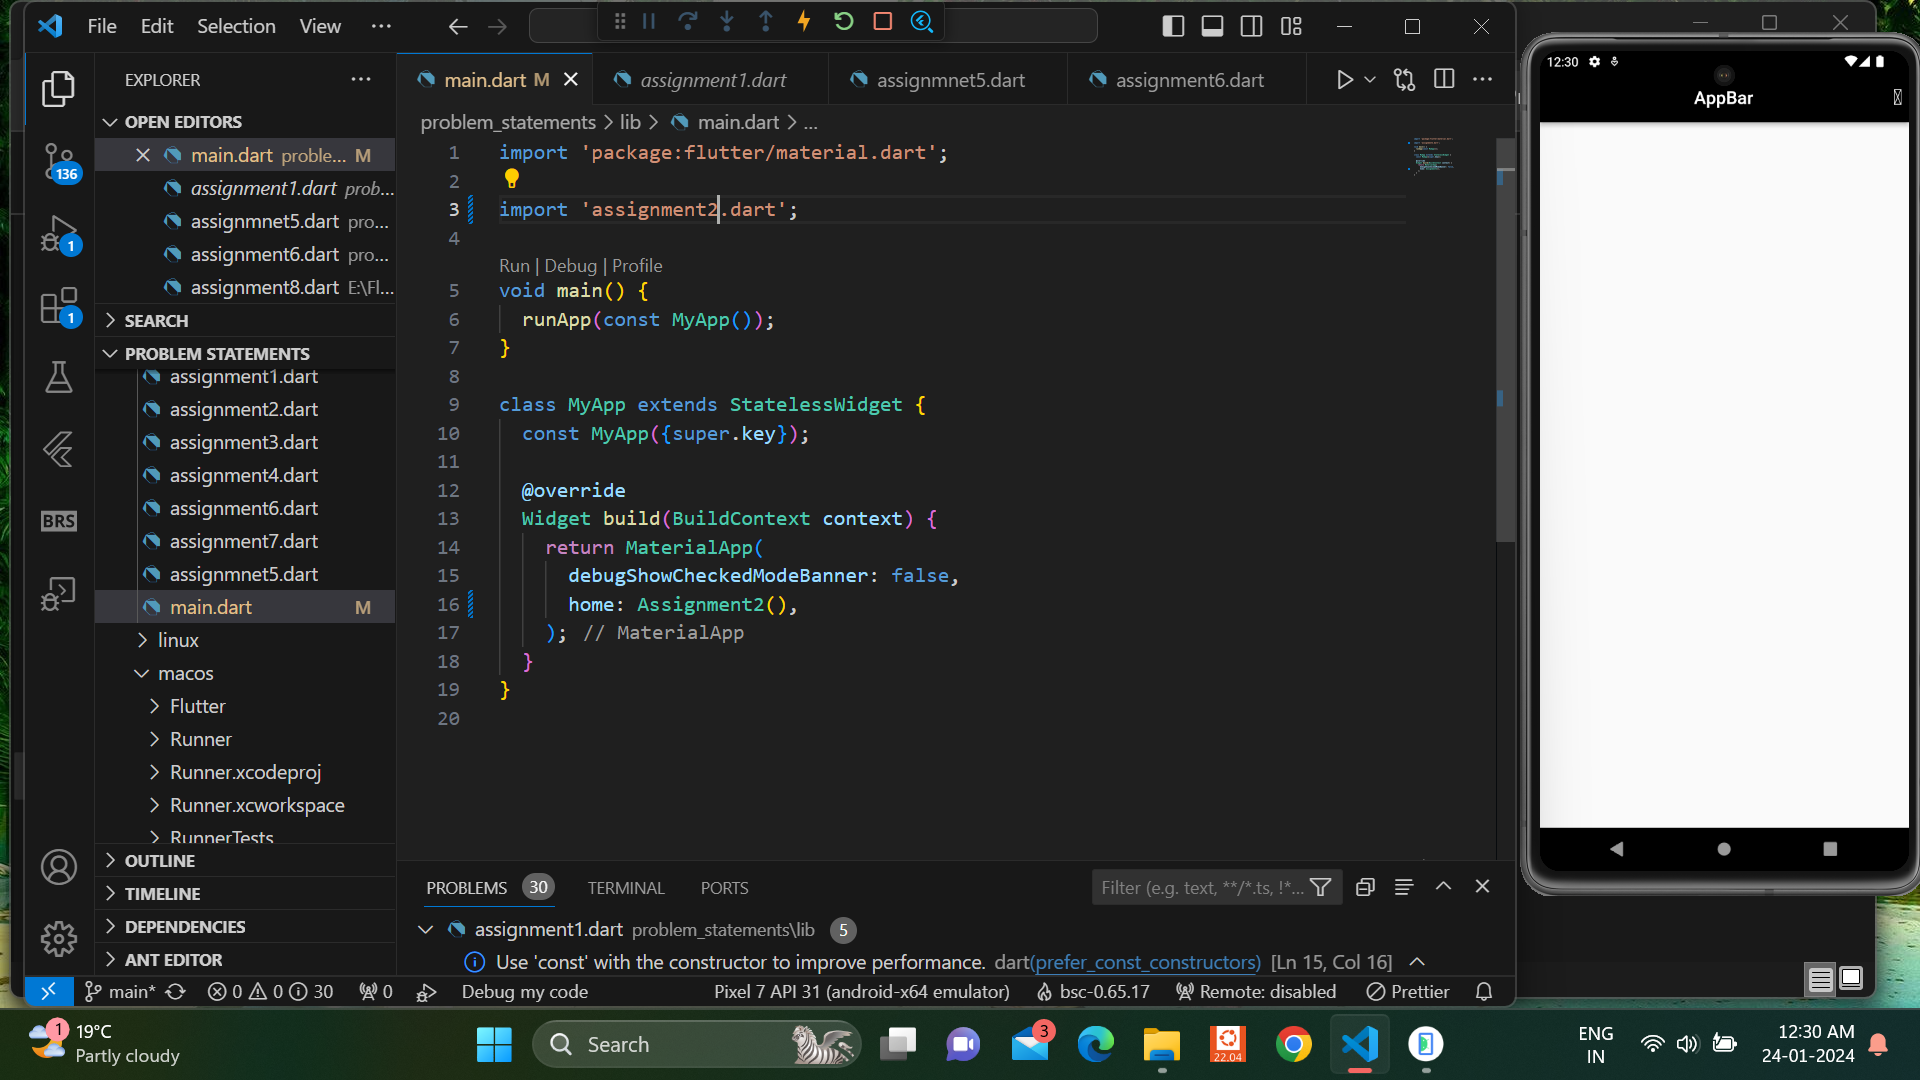 File Edit Selection View
EXPLORER
OPEN EDITORS
main.dart proble... M
assignment1.dart prob...
assignmnet5.dart pro...
assignment6.dart pro...
assignment8.dart E:\Fl...
SEARCH
PROBLEM STATEMENTS
assignment1.dart
assignment2.dart
assignment3.dart
assignment4.dart
assignment6.dart
assignment7.dart
assignmnet5.dart
main.dart M
linux
macos
Flutter
Runner
Runner.xcodeproj
Runner.xcworkspace
RunnerTests
OUTLINE
TIMELINE
DEPENDENCIES
ANT EDITOR
136
1
1
BRS
main.dart M assignment1.dart assignmnet5.dart assignment6.dart
problem_statements > lib > main.dart > ...
1 import 'package:flutter/material.dart';
2
3 import 'assignment2.dart';
4
Run | Debug | Profile
5 void main() {
6 runApp(const MyApp());
7 }
8
9 class MyApp extends StatelessWidget {
10 const MyApp({super.key});
11
12 @override
13 Widget build(BuildContext context) {
14 return MaterialApp(
15 debugShowCheckedModeBanner: false,
16 home: Assignment2(),
17 ); // MaterialApp
18 }
19 }
20
PROBLEMS 30 TERMINAL PORTS
Filter (e.g. text, **/*.ts, !*...
assignment1.dart problem_statements\lib 5
Use 'const' with the constructor to improve performance. dart(prefer_const_constructors) [Ln 15, Col 16]
main* 0 0 30 0 Debug my code Pixel 7 API 31 (android-x64 emulator) bsc-0.65.17 Remote: disabled Prettier
12:30
AppBar
1
19°C
Partly cloudy
Search
3
22.04
ENG
IN
12:30 AM
24-01-2024